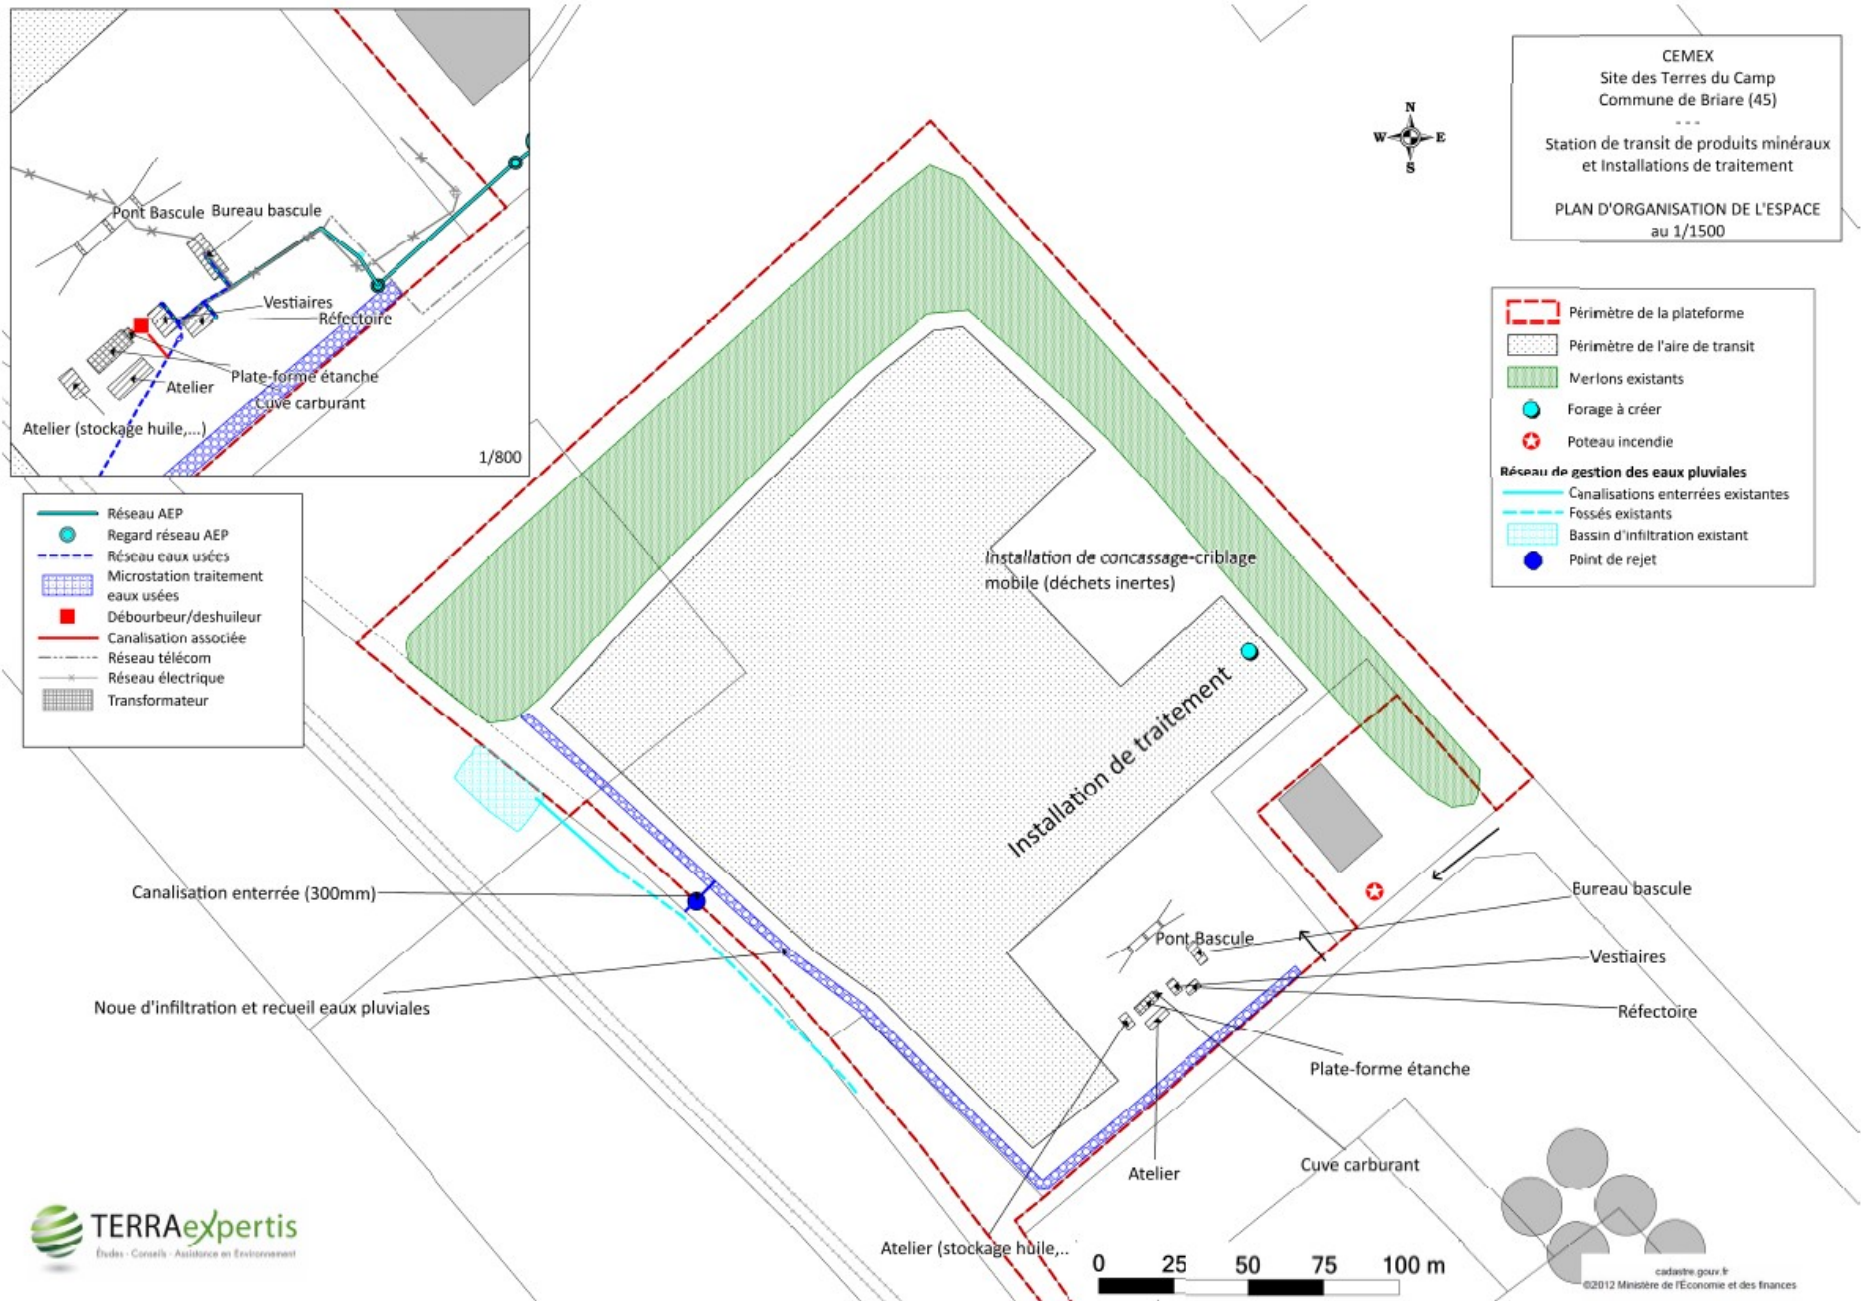 Pont Bascule
Bureau bascule
Vestiaires
Réfectoire
Plate-forme étanche
Atelier
Cuve carburant
Atelier (stockage huile,...)
1/800
Réseau AEP
Regard réseau AEP
Réseau eaux usées
Microstation traitement
eaux usées
Débourbeur/deshuileur
Canalisation associée
Réseau télécom
Réseau électrique
Transformateur
N
W E
S
CEMEX
Site des Terres du Camp
Commune de Briare (45)
- - -
Station de transit de produits minéraux
et Installations de traitement
PLAN D'ORGANISATION DE L'ESPACE
au 1/1500
Périmètre de la plateforme
Périmètre de l'aire de transit
Merlons existants
Forage à créer
Poteau incendie
Réseau de gestion des eaux pluviales
Canalisations enterrées existantes
Fossés existants
Bassin d'infiltration existant
Point de rejet
Installation de concassage-criblage
mobile (déchets inertes)
Installation de traitement
Canalisation enterrée (300mm)
Noue d'infiltration et recueil eaux pluviales
Pont Bascule
Bureau bascule
Vestiaires
Réfectoire
Plate-forme étanche
Cuve carburant
Atelier
Atelier (stockage huile,..
0 25 50 75 100 m
TERRAexpertis
Études - Conseils - Assistance en Environnement
cadastre.gouv.fr
©2012 Ministère de l'Économie et des finances